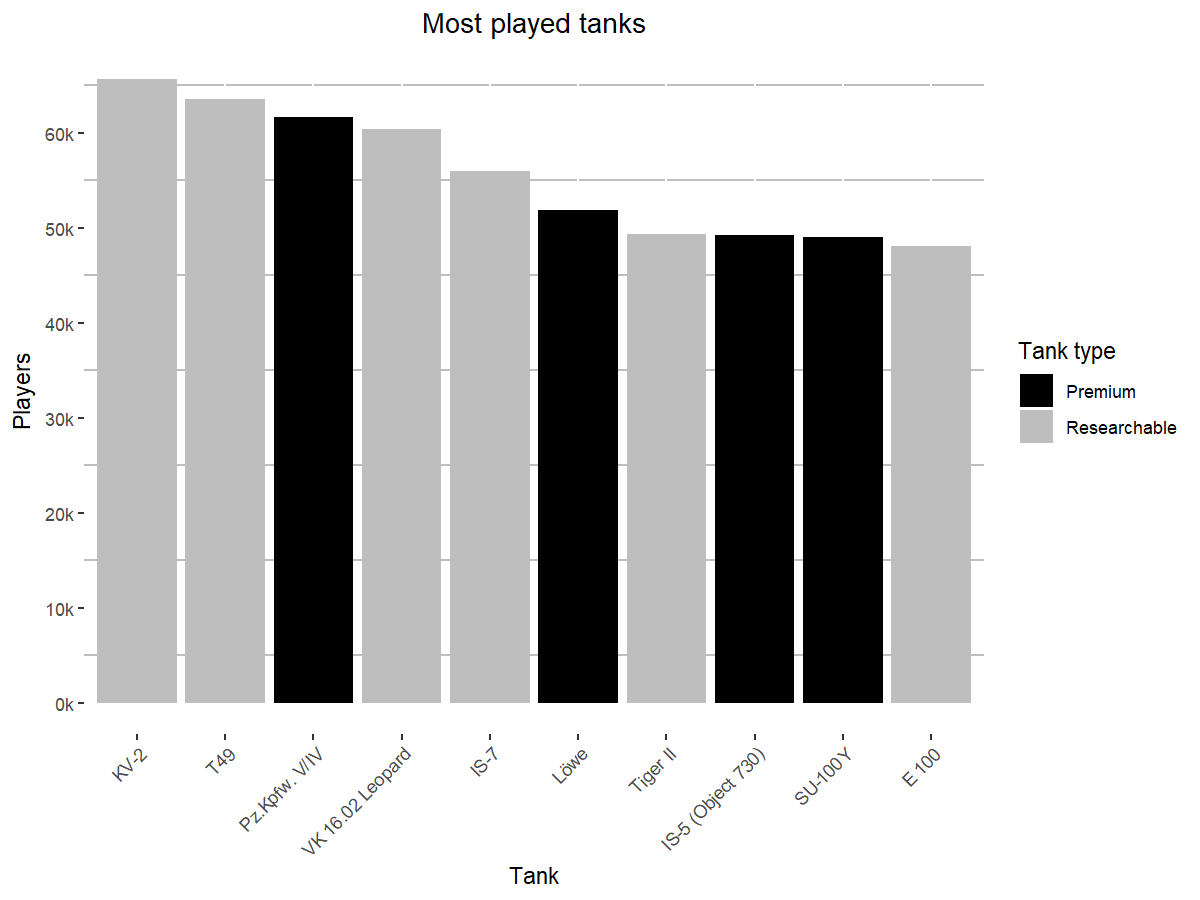 Most played tanks
Players
60k
50k
40k
30k
20k
10k
0k
KV-2
T49
Pz.Kpfw. V/IV
VK 16.02 Leopard
IS-7
Löwe
Tiger II
IS-5 (Object 730)
SU-100Y
E 100
Tank
Tank type
Premium
Researchable